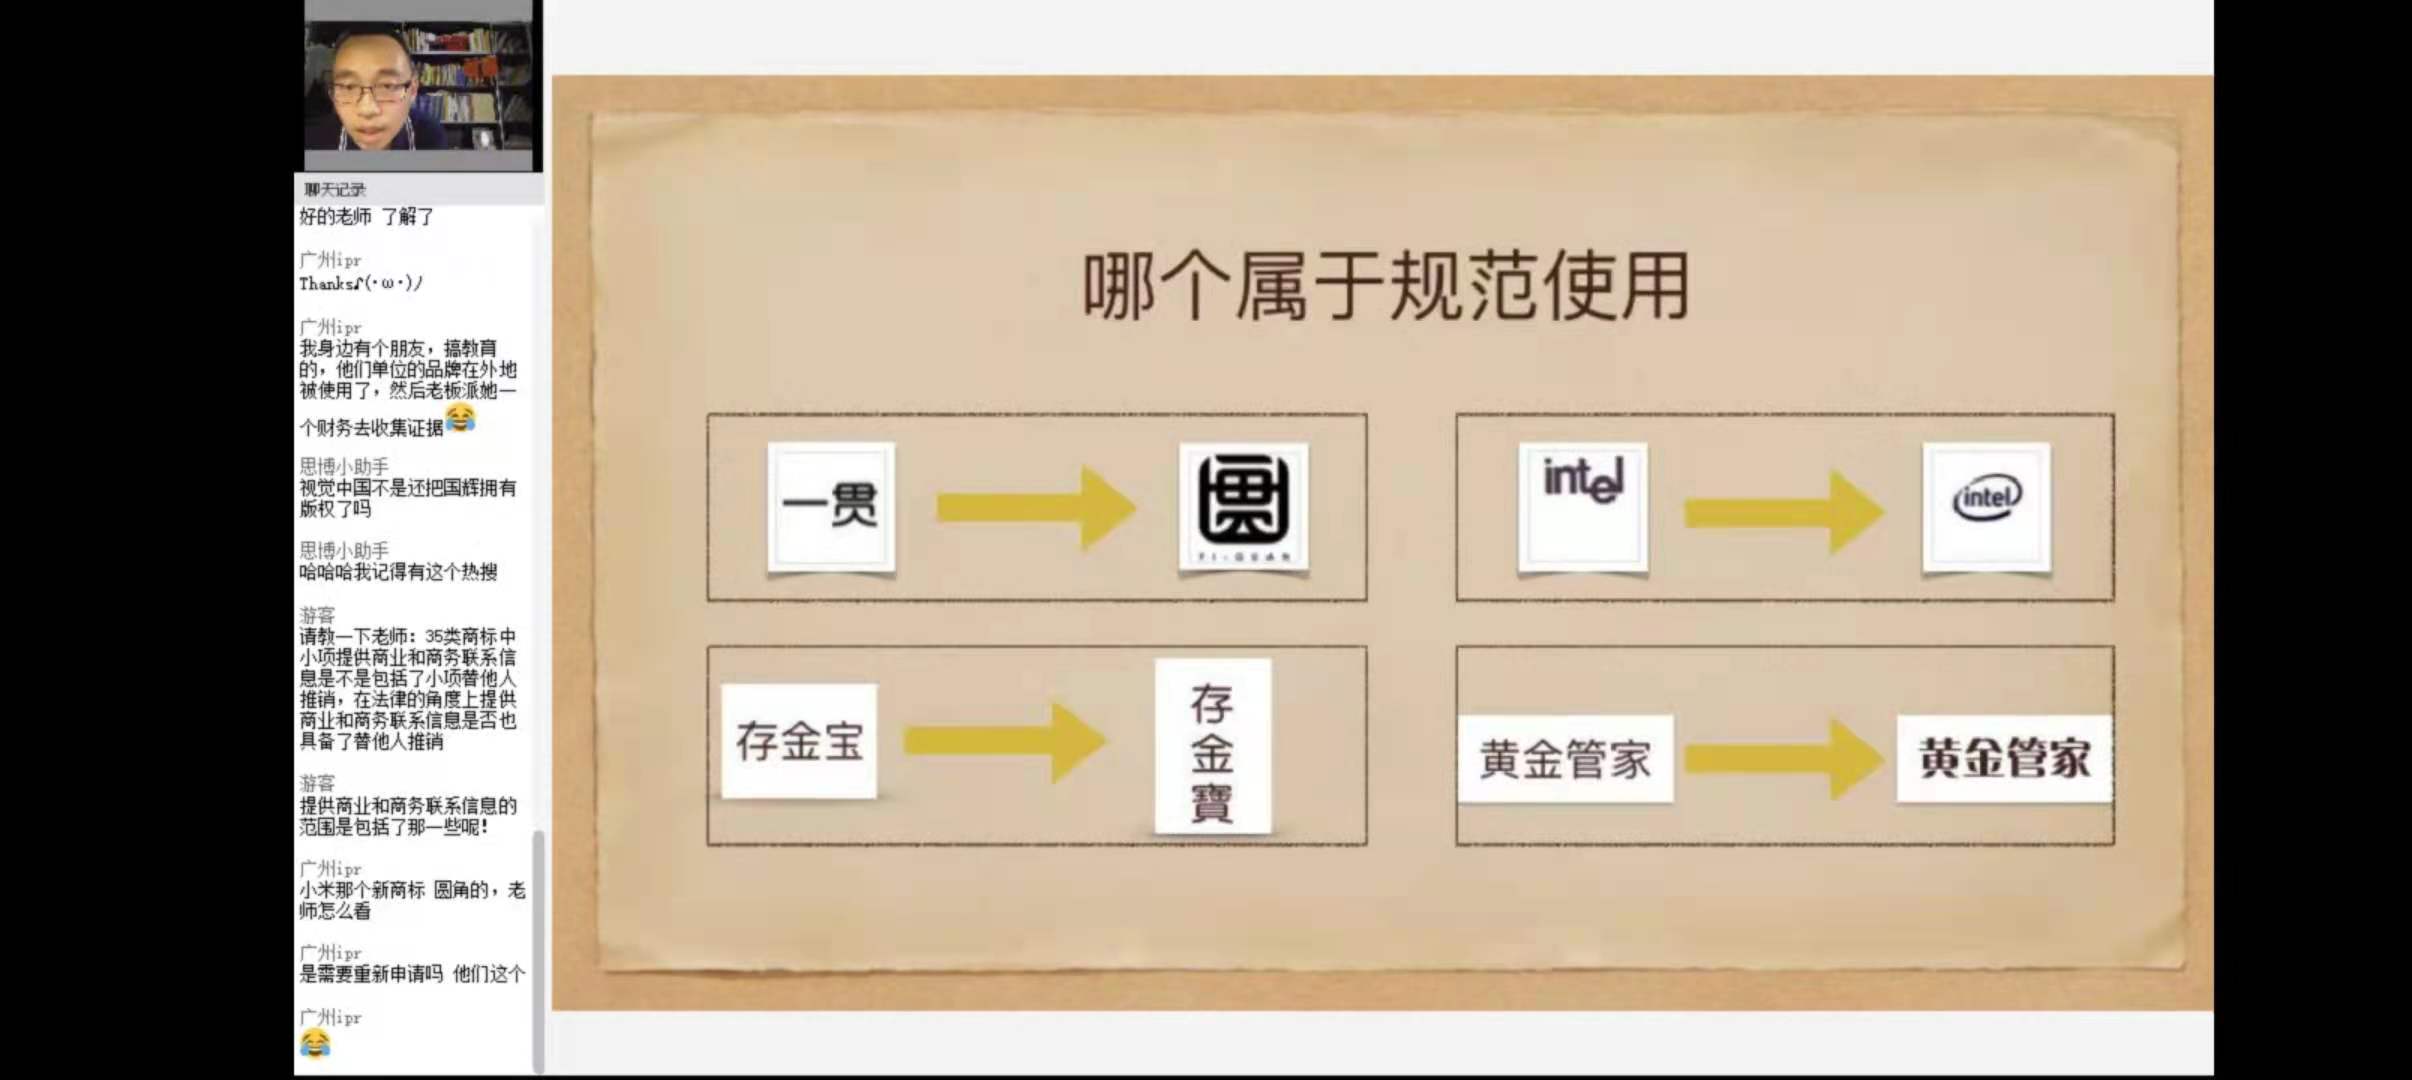 聊天记录
好的老师 了解了
广州ipr
Thanks♪(･ω･)ﾉ
广州ipr
我身边有个朋友，搞教育
的，他们单位的品牌在外地
被使用了，然后老板派她一
个财务去收集证据😂
思博小助手
视觉中国不是还把国辉拥有
版权了吗
思博小助手
哈哈哈我记得有这个热搜
游客
请教一下老师：35类商标中
小项提供商业和商务联系信
息是不是包括了小项替他人
推销，在法律的角度上提供
商业和商务联系信息是否也
具备了替他人推销
游客
提供商业和商务联系信息的
范围是包括了那一些呢！
广州ipr
小米那个新商标 圆角的，老
师怎么看
广州ipr
是需要重新申请吗 他们这个
广州ipr
😂
哪个属于规范使用
一贯
YI-GUAN
intel
intel
存金宝
存
金
寶
黄金管家
黄金管家